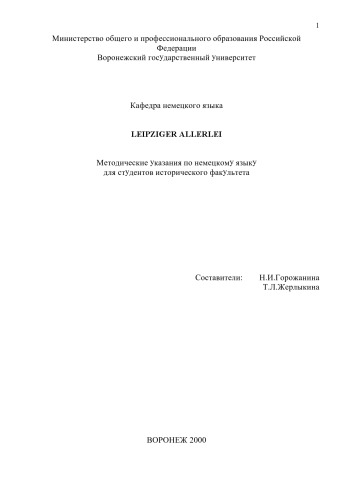 1
Министерство общего и профессионального образования Российской
Федерации
Воронежский государственный университет
Кафедра немецкого языка
LEIPZIGER ALLERLEI
Методические указания по немецкому языку
для студентов исторического факультета
Составители: Н.И.Горожанина
Т.Л.Жерлыкина
ВОРОНЕЖ 2000